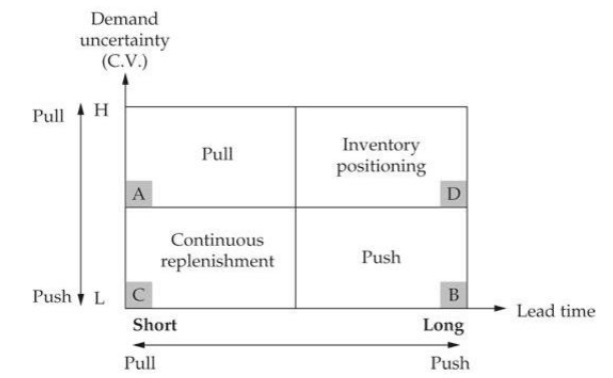 Demand
uncertainty
(C.V.)
Pull
H
Pull
Inventory
positioning
A
D
Continuous
replenishment
Push
Push
L
C
B
Lead time
Short
Long
Pull
Push